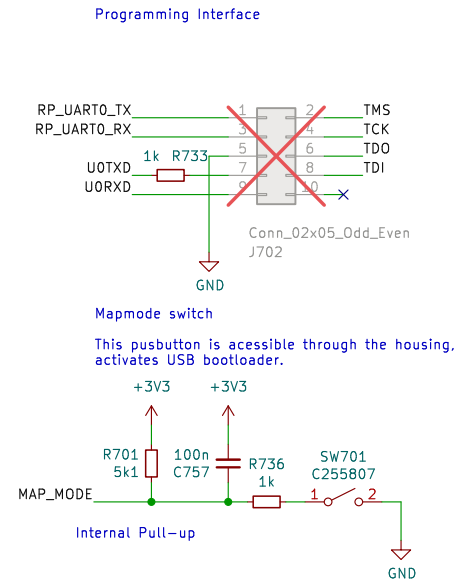 Programming Interface
RP_UART0_TX 1 2 TMS
RP_UART0_RX 3 4 TCK
5 6 TDO
1k R733
U0TXD 7 8 TDI
U0RXD 9 10
Conn_02x05_Odd_Even
J702
GND
Mapmode switch
This pusbutton is acessible through the housing,
activates USB bootloader.
+3V3 +3V3
R701 100n
5k1 C757
R736
1k
SW701
C255807
MAP_MODE 1 2
Internal Pull-up
GND